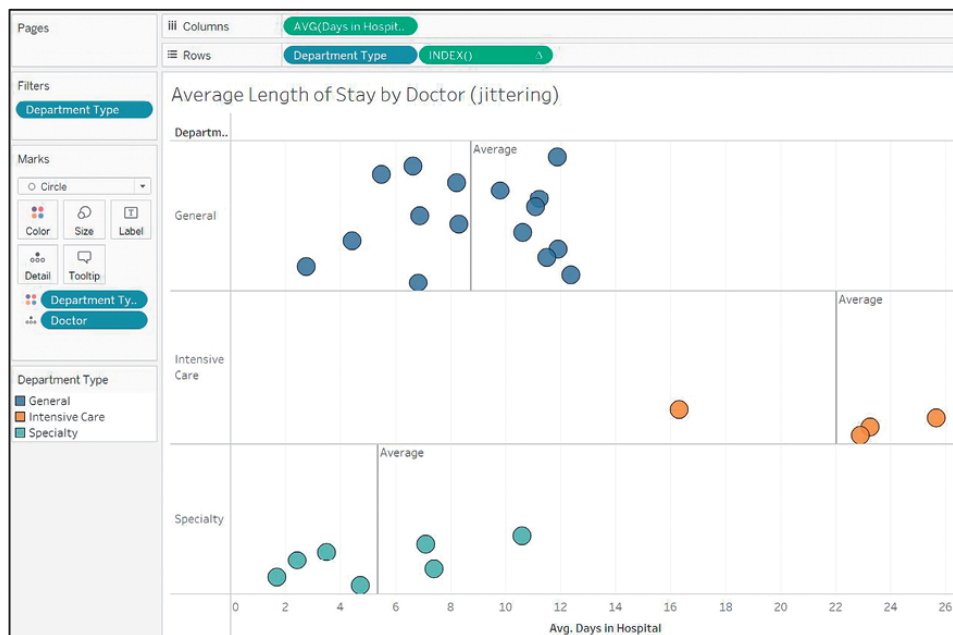 Pages
Columns
AVG(Days in Hospit..
Rows
Department Type
INDEX()
Δ
Filters
Department Type
Marks
Circle
Color
Size
Label
T
Detail
Tooltip
Department Ty..
Doctor
Department Type
General
Intensive Care
Specialty
Average Length of Stay by Doctor (jittering)
Departm..
Average
General
Average
Intensive
Care
Average
Specialty
0 2 4 6 8 10 12 14 16 18 20 22 24 26
Avg. Days in Hospital